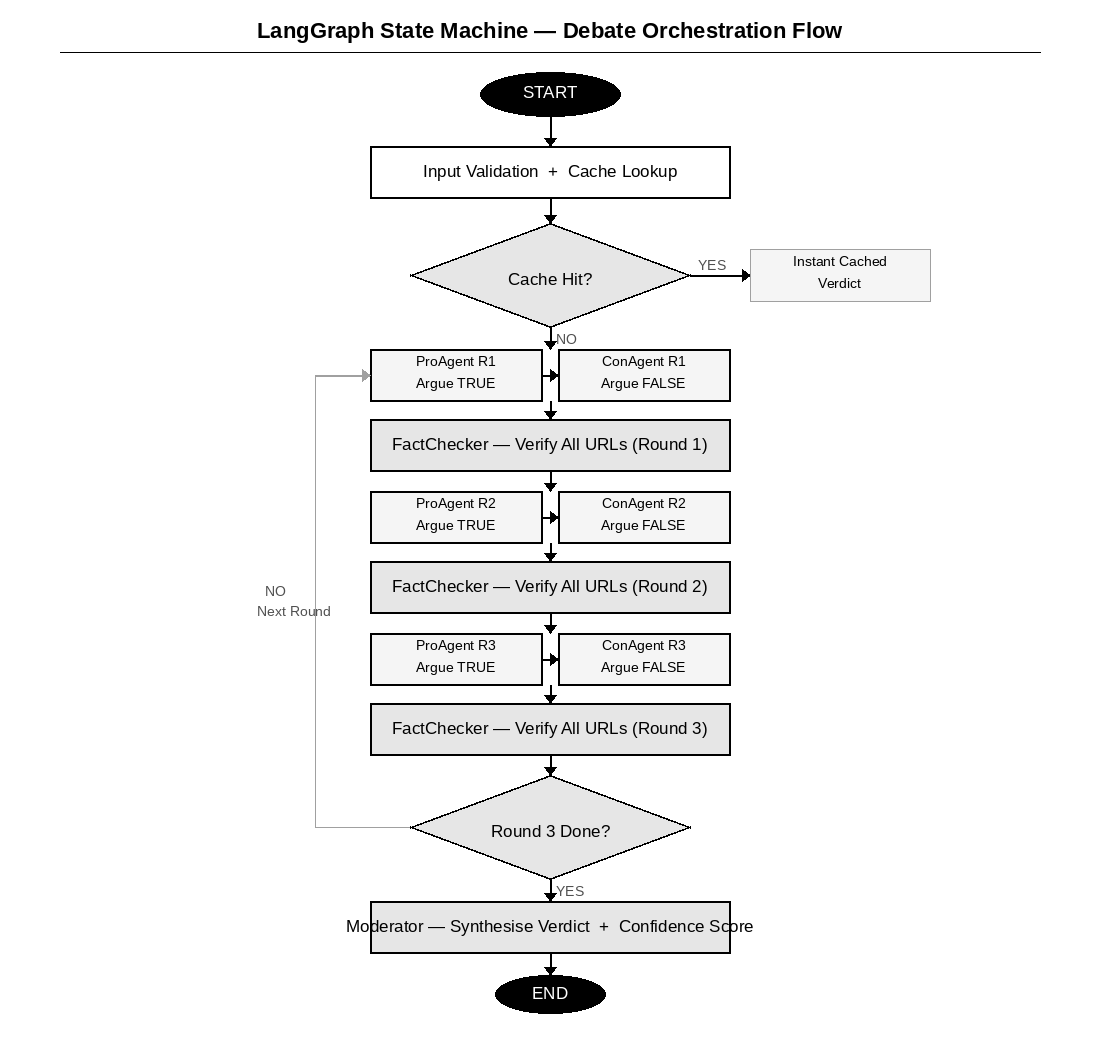 LangGraph State Machine — Debate Orchestration Flow
START
Input Validation + Cache Lookup
Cache Hit?
YES
Instant Cached
Verdict
NO
ProAgent R1
Argue TRUE
ConAgent R1
Argue FALSE
FactChecker — Verify All URLs (Round 1)
ProAgent R2
Argue TRUE
ConAgent R2
Argue FALSE
FactChecker — Verify All URLs (Round 2)
NO
Next Round
ProAgent R3
Argue TRUE
ConAgent R3
Argue FALSE
FactChecker — Verify All URLs (Round 3)
Round 3 Done?
YES
Moderator — Synthesise Verdict + Confidence Score
END